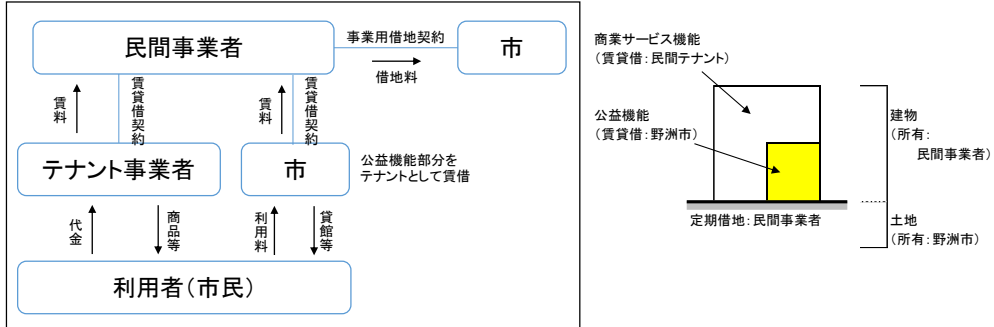 民間事業者
事業用借地契約
借地料
市
賃料
賃貸借契約
賃料
賃貸借契約
テナント事業者
市
公益機能部分を
テナントとして賃借
代金
商品等
利用料
貸館等
利用者(市民)
商業サービス機能
(賃貸借:民間テナント)
公益機能
(賃貸借:野洲市)
建物
(所有:
民間事業者)
定期借地:民間事業者
土地
(所有:野洲市)